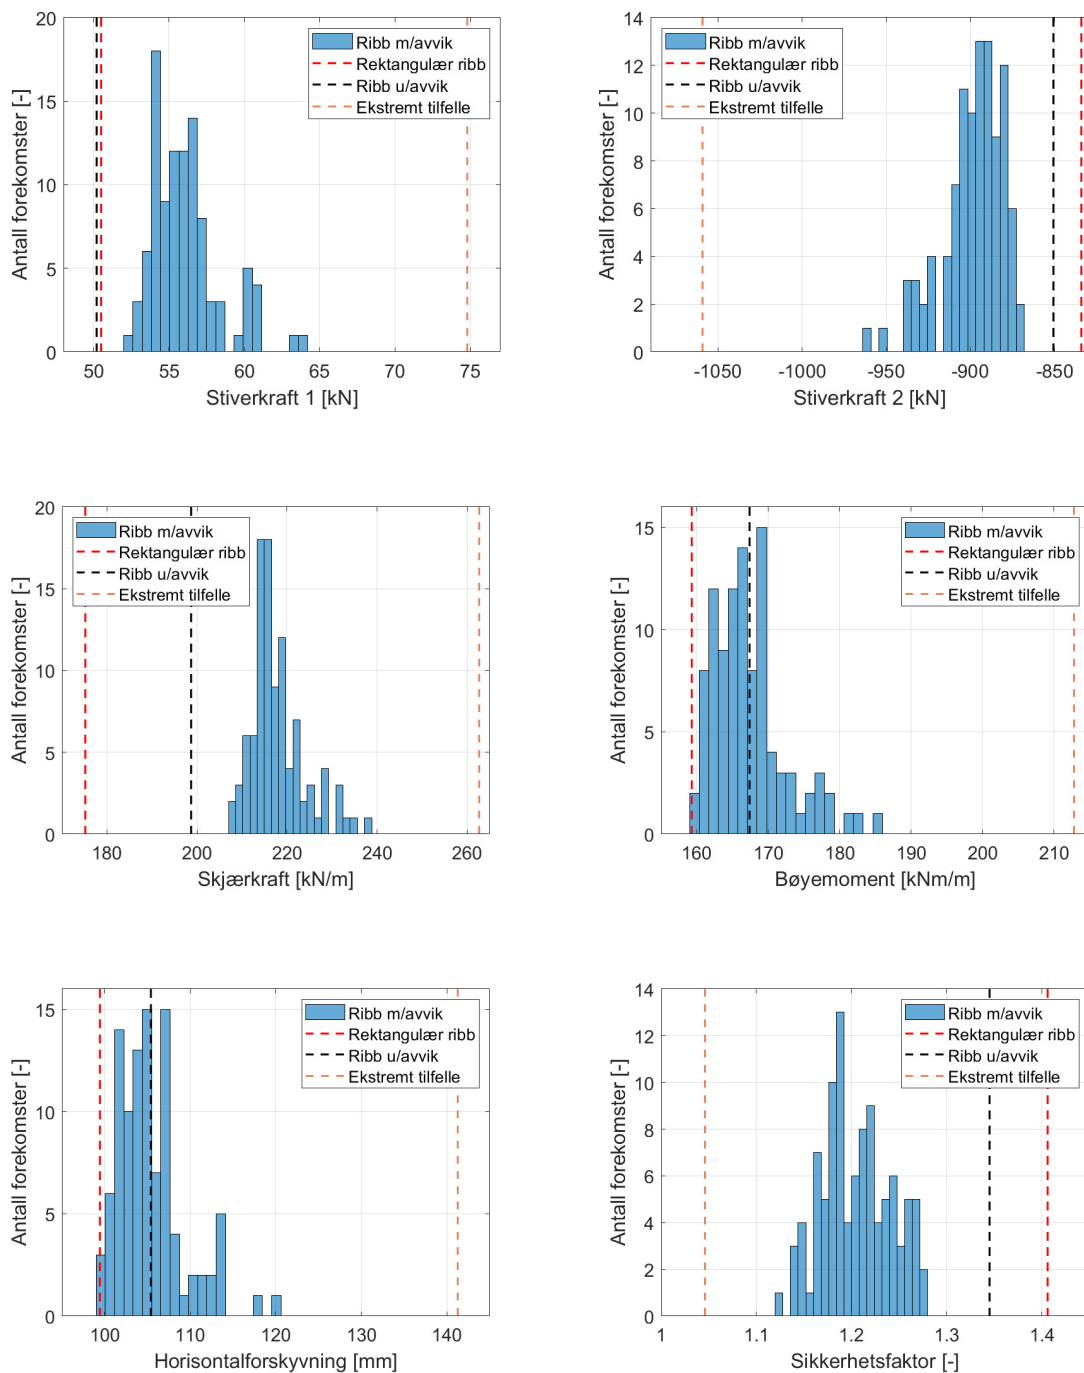 20
15
10
5
0
Antall forekomster [-]
Ribb m/avvik
Rektangulær ribb
Ribb u/avvik
Ekstremt tilfelle
50 55 60 65 70 75
Stiverkraft 1 [kN]
14
12
10
8
6
4
2
0
Antall forekomster [-]
Ribb m/avvik
Rektangulær ribb
Ribb u/avvik
Ekstremt tilfelle
-1050 -1000 -950 -900 -850
Stiverkraft 2 [kN]
20
15
10
5
0
Antall forekomster [-]
Ribb m/avvik
Rektangulær ribb
Ribb u/avvik
Ekstremt tilfelle
180 200 220 240 260
Skjærkraft [kN/m]
15
10
5
0
Antall forekomster [-]
Ribb m/avvik
Rektangulær ribb
Ribb u/avvik
Ekstremt tilfelle
160 170 180 190 200 210
Bøyemoment [kNm/m]
15
10
5
0
Antall forekomster [-]
Ribb m/avvik
Rektangulær ribb
Ribb u/avvik
Ekstremt tilfelle
100 110 120 130 140
Horisontalforskyvning [mm]
14
12
10
8
6
4
2
0
Antall forekomster [-]
Ribb m/avvik
Rektangulær ribb
Ribb u/avvik
Ekstremt tilfelle
1 1.1 1.2 1.3 1.4
Sikkerhetsfaktor [-]